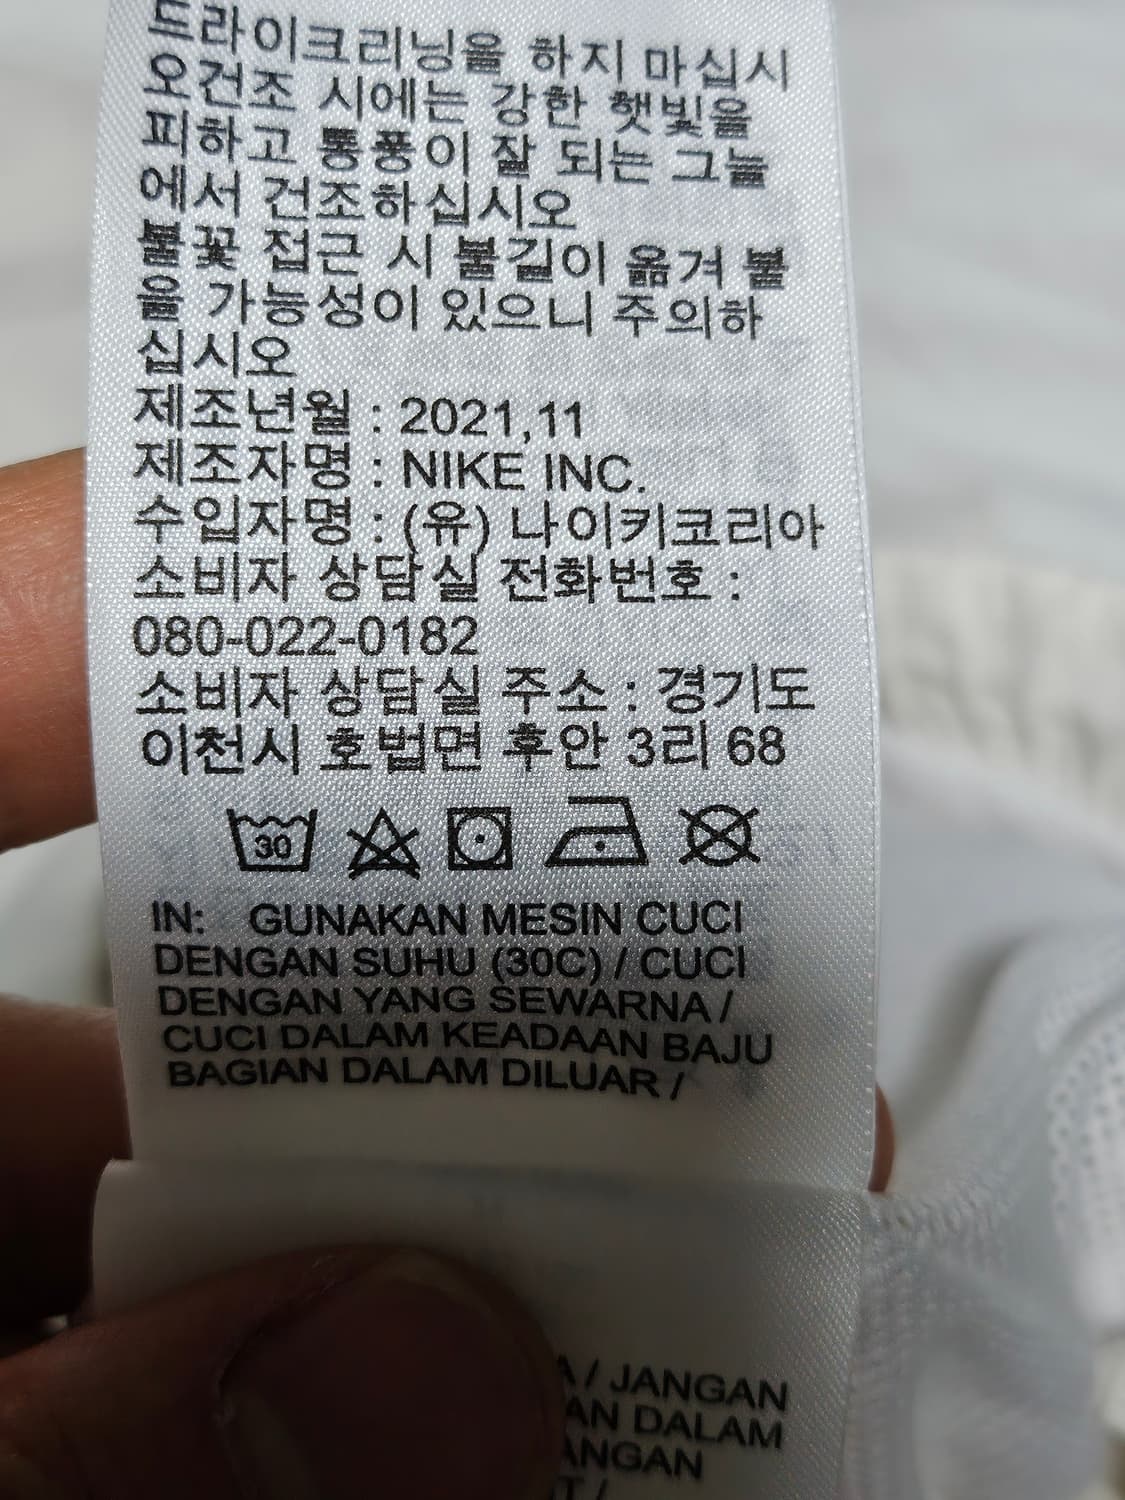 드라이크리닝을 하지 마십시
오건조 시에는 강한 햇빛을
피하고 통풍이 잘 되는 그늘
에서 건조하십시오
불꽃 접근 시 불길이 옮겨 붙
을 가능성이 있으니 주의하
십시오
제조년월 : 2021,11
제조자명 : NIKE INC.
수입자명 : (유) 나이키코리아
소비자 상담실 전화번호 :
080-022-0182
소비자 상담실 주소 : 경기도
이천시 호법면 후안 3리 68
30
IN: GUNAKAN MESIN CUCI
DENGAN SUHU (30C) / CUCI
DENGAN YANG SEWARNA /
CUCI DALAM KEADAAN BAJU
BAGIAN DALAM DILUAR /
/ JANGAN
DALAM